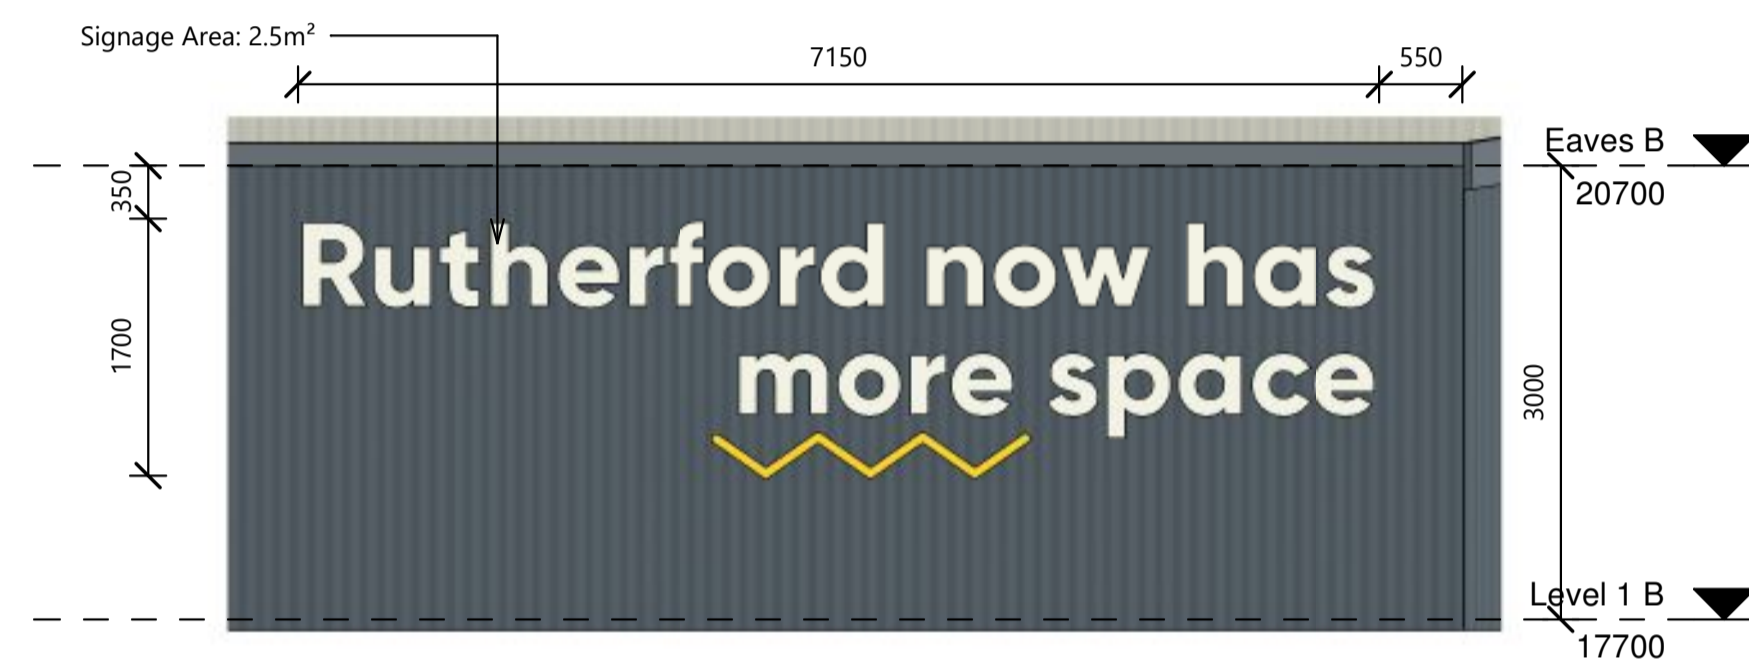 Signage Area: 2.5m²
7150
550
Eaves B
20700
350
Rutherford now has
1700
more space
3000
Level 1 B
17700